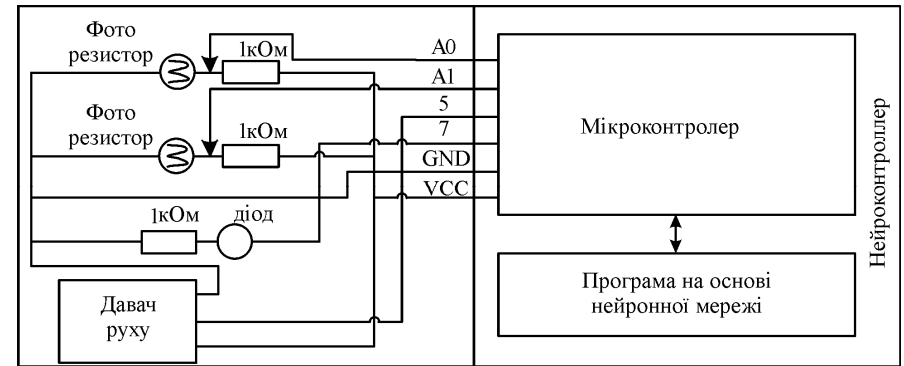 Фото
резистор
1кОм
A0
A1
5
7
GND
VCC
Фото
резистор
1кОм
1кОм
діод
Давач
руху
Мікроконтролер
Програма на основі
нейронної мережі
Нейроконтроллер